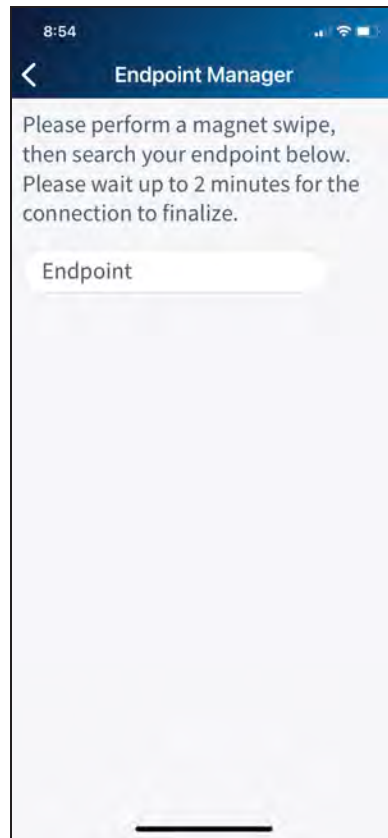 8:54
Endpoint Manager
Please perform a magnet swipe,
then search your endpoint below.
Please wait up to 2 minutes for the
connection to finalize.
Endpoint